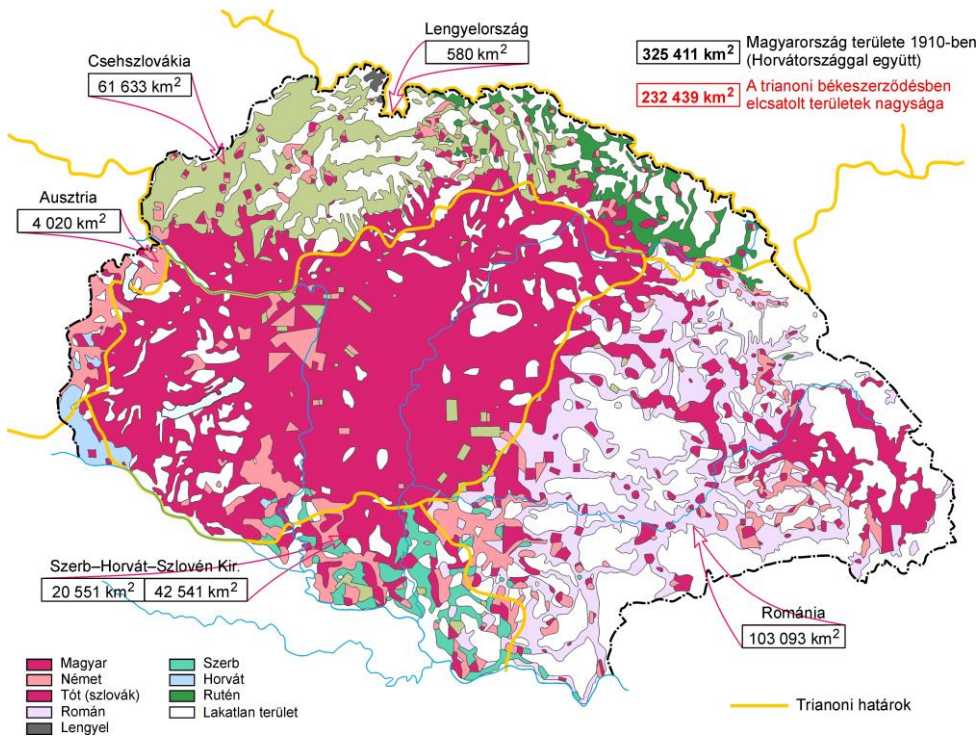 Lengyelország
580 km²
Csehszlovákia
61 633 km²
325 411 km²
Magyarország területe 1910-ben
(Horvátországgal együtt)
232 439 km²
A trianoni békeszerződésben
elcsatolt területek nagysága
Ausztria
4 020 km²
Szerb–Horvát–Szlovén Kir.
20 551 km² 42 541 km²
Románia
103 093 km²
Magyar
Német
Tót (szlovák)
Román
Lengyel
Szerb
Horvát
Rutén
Lakatlan terület
Trianoni határok